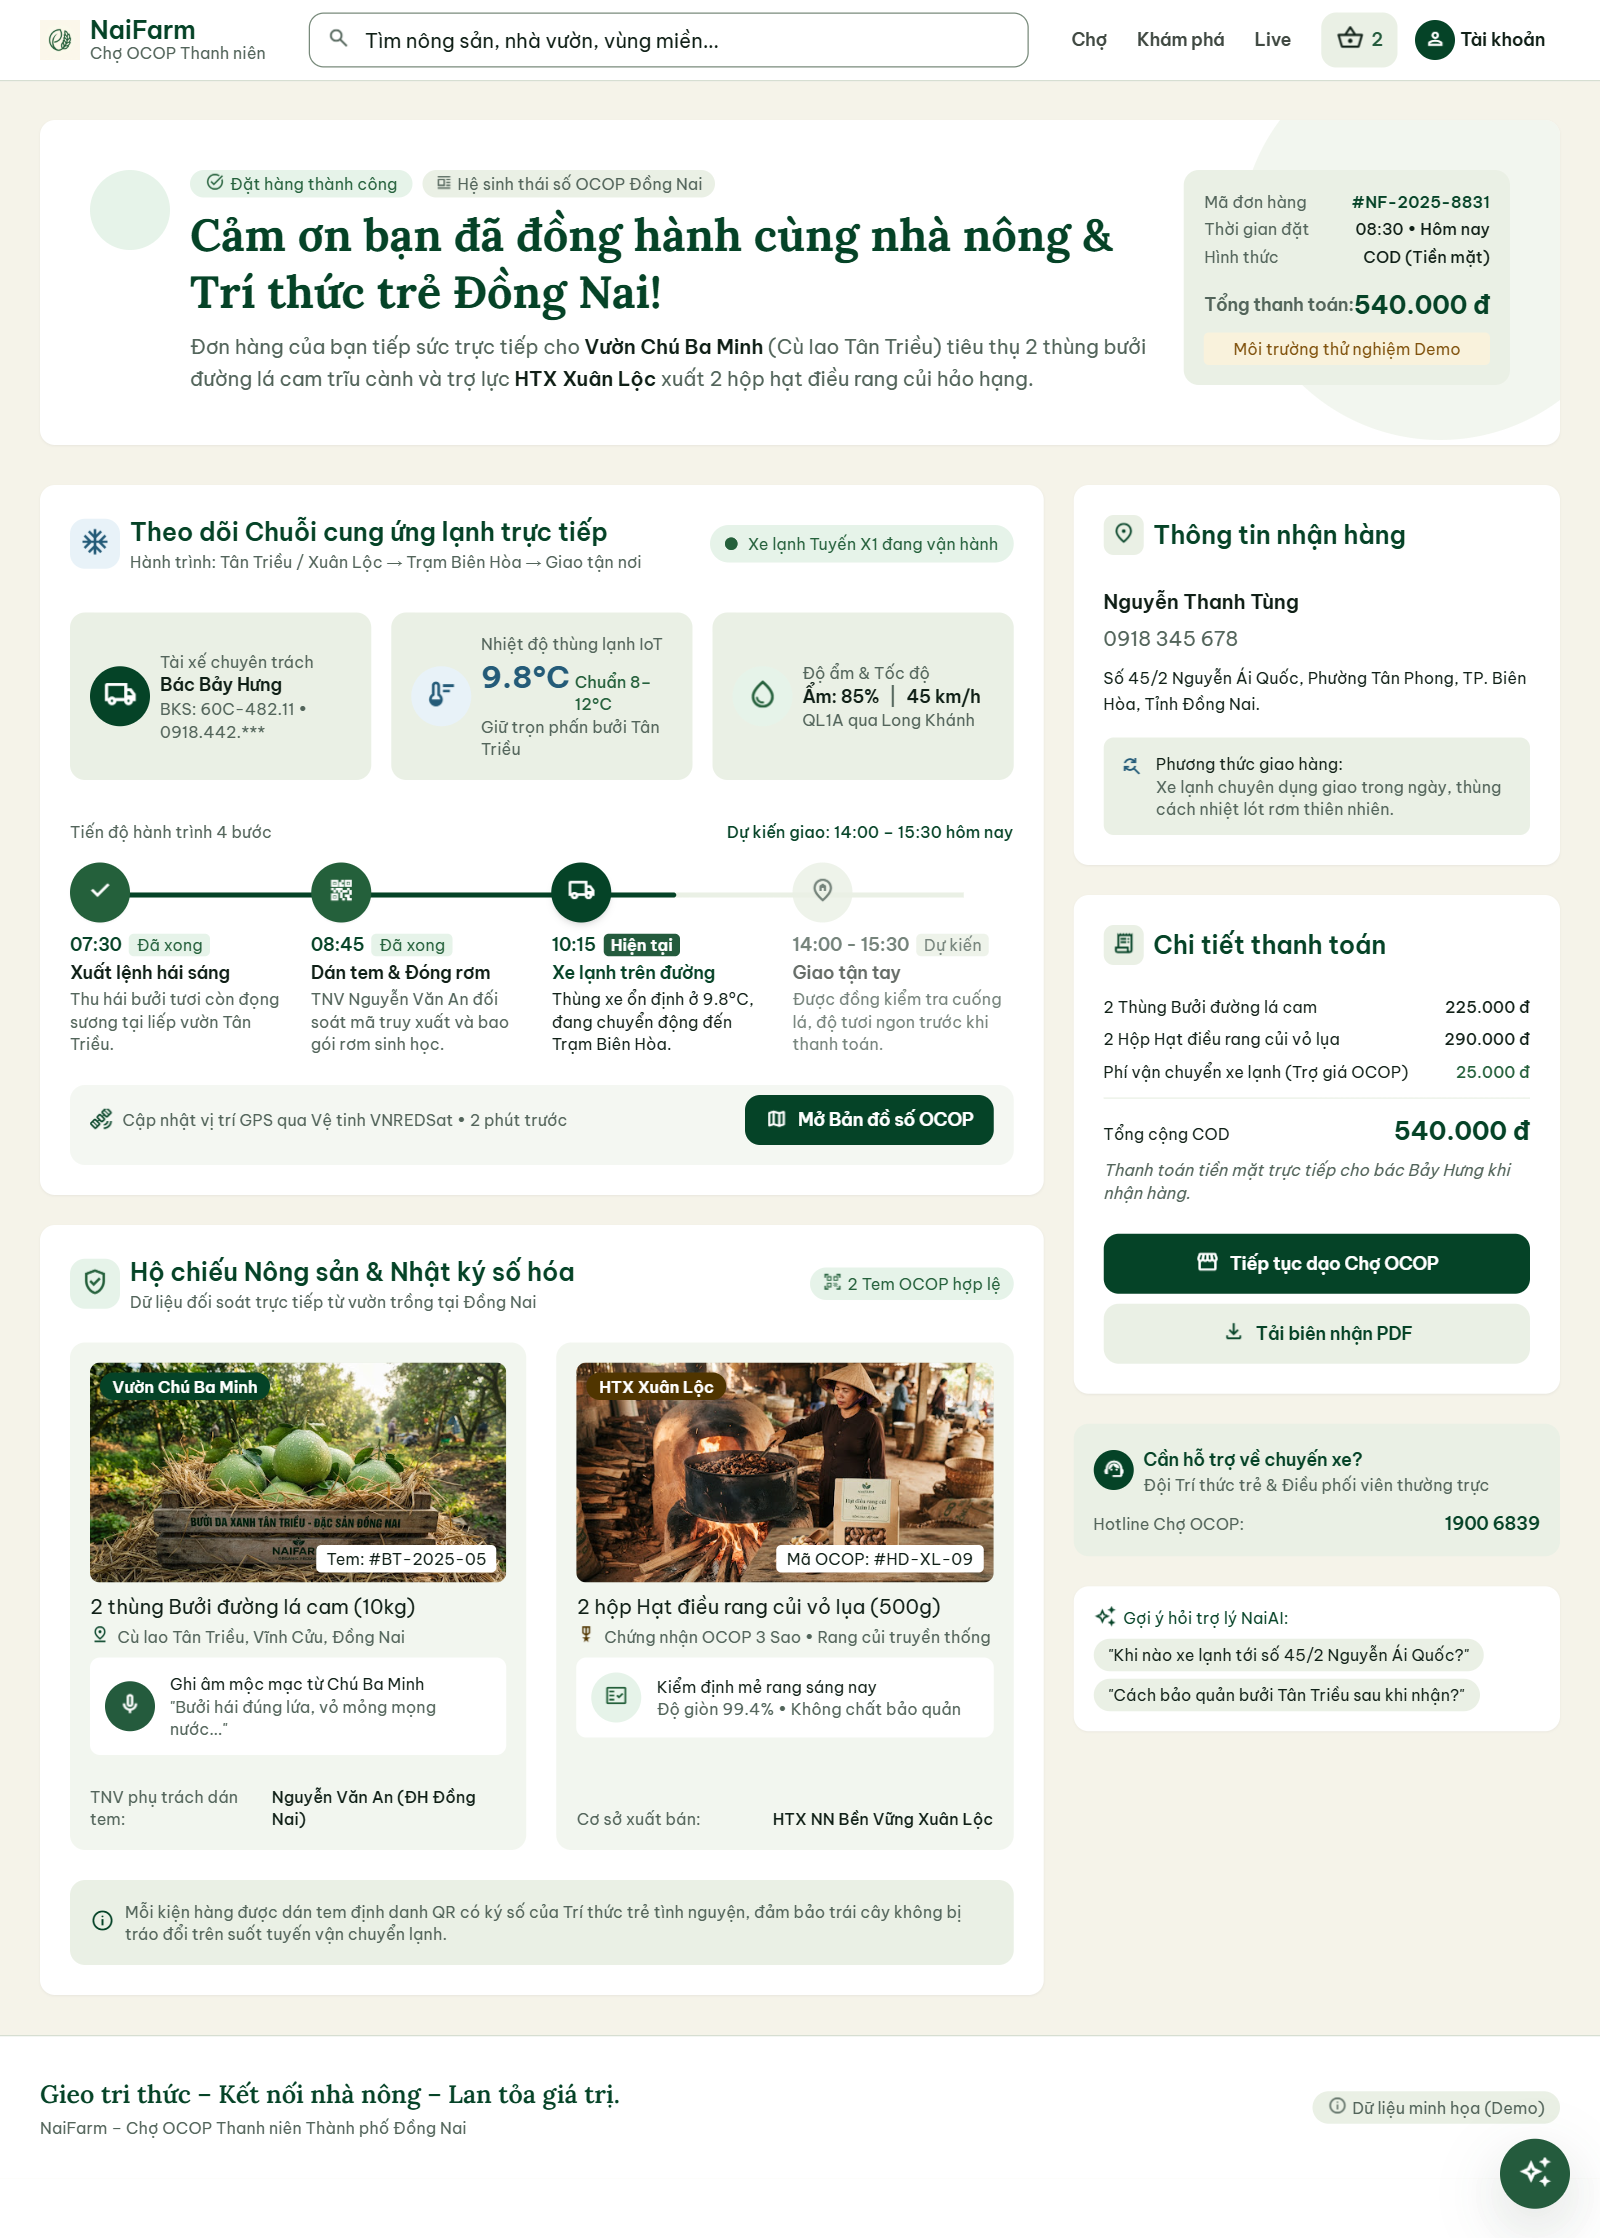 NaiFarm
Chợ OCOP Thanh niên
Tìm nông sản, nhà vườn, vùng miền...
Chợ
Khám phá
Live
2
Tài khoản
Đặt hàng thành công
Hệ sinh thái số OCOP Đồng Nai
Cảm ơn bạn đã đồng hành cùng nhà nông &
Trí thức trẻ Đồng Nai!
Đơn hàng của bạn tiếp sức trực tiếp cho Vườn Chú Ba Minh (Cù lao Tân Triều) tiêu thụ 2 thùng bưởi
đường lá cam trĩu cành và trợ lực HTX Xuân Lộc xuất 2 hộp hạt điều rang củi hảo hạng.
Mã đơn hàng #NF-2025-8831
Thời gian đặt 08:30 • Hôm nay
Hình thức COD (Tiền mặt)
Tổng thanh toán:540.000 đ
Môi trường thử nghiệm Demo
Theo dõi Chuỗi cung ứng lạnh trực tiếp
Hành trình: Tân Triều / Xuân Lộc → Trạm Biên Hòa → Giao tận nơi
Xe lạnh Tuyến X1 đang vận hành
Tài xế chuyên trách
Bác Bảy Hưng
BKS: 60C-482.11 •
0918.442.***
Nhiệt độ thùng lạnh IoT
9.8°C Chuẩn 8–
12°C
Giữ trọn phấn bưởi Tân
Triều
Độ ẩm & Tốc độ
Ẩm: 85% | 45 km/h
QL1A qua Long Khánh
Tiến độ hành trình 4 bước
Dự kiến giao: 14:00 – 15:30 hôm nay
07:30 Đã xong
Xuất lệnh hái sáng
Thu hái bưởi tươi còn đọng
sương tại liếp vườn Tân
Triều.
08:45 Đã xong
Dán tem & Đóng rơm
TNV Nguyễn Văn An đối
soát mã truy xuất và bao
gói rơm sinh học.
10:15 Hiện tại
Xe lạnh trên đường
Thùng xe ổn định ở 9.8°C,
đang chuyển động đến
Trạm Biên Hòa.
14:00 - 15:30 Dự kiến
Giao tận tay
Được đồng kiểm tra cuống
lá, độ tươi ngon trước khi
thanh toán.
Cập nhật vị trí GPS qua Vệ tinh VNREDSat • 2 phút trước
Mở Bản đồ số OCOP
Hộ chiếu Nông sản & Nhật ký số hóa
Dữ liệu đối soát trực tiếp từ vườn trồng tại Đồng Nai
2 Tem OCOP hợp lệ
Vườn Chú Ba Minh
BƯỞI DA XANH TÂN TRIỀU - ĐẶC SẢN ĐỒNG NAI
Tem: #BT-2025-05
2 thùng Bưởi đường lá cam (10kg)
Cù lao Tân Triều, Vĩnh Cửu, Đồng Nai
Ghi âm mộc mạc từ Chú Ba Minh
"Bưởi hái đúng lứa, vỏ mỏng mọng
nước..."
TNV phụ trách dán
tem:
Nguyễn Văn An (ĐH Đồng
Nai)
HTX Xuân Lộc
Hạt điều rang củi
Xuân Lộc
Mã OCOP: #HD-XL-09
2 hộp Hạt điều rang củi vỏ lụa (500g)
Chứng nhận OCOP 3 Sao • Rang củi truyền thống
Kiểm định mẻ rang sáng nay
Độ giòn 99.4% • Không chất bảo quản
Cơ sở xuất bán:
HTX NN Bền Vững Xuân Lộc
Mỗi kiện hàng được dán tem định danh QR có ký số của Trí thức trẻ tình nguyện, đảm bảo trái cây không bị
tráo đổi trên suốt tuyến vận chuyển lạnh.
Thông tin nhận hàng
Nguyễn Thanh Tùng
0918 345 678
Số 45/2 Nguyễn Ái Quốc, Phường Tân Phong, TP. Biên
Hòa, Tỉnh Đồng Nai.
Phương thức giao hàng:
Xe lạnh chuyên dụng giao trong ngày, thùng
cách nhiệt lót rơm thiên nhiên.
Chi tiết thanh toán
2 Thùng Bưởi đường lá cam 225.000 đ
2 Hộp Hạt điều rang củi vỏ lụa 290.000 đ
Phí vận chuyển xe lạnh (Trợ giá OCOP) 25.000 đ
Tổng cộng COD 540.000 đ
Thanh toán tiền mặt trực tiếp cho bác Bảy Hưng khi
nhận hàng.
Tiếp tục dạo Chợ OCOP
Tải biên nhận PDF
Cần hỗ trợ về chuyến xe?
Đội Trí thức trẻ & Điều phối viên thường trực
Hotline Chợ OCOP: 1900 6839
Gợi ý hỏi trợ lý NaiAI:
"Khi nào xe lạnh tới số 45/2 Nguyễn Ái Quốc?"
"Cách bảo quản bưởi Tân Triều sau khi nhận?"
Gieo tri thức – Kết nối nhà nông – Lan tỏa giá trị.
NaiFarm – Chợ OCOP Thanh niên Thành phố Đồng Nai
Dữ liệu minh họa (Demo)